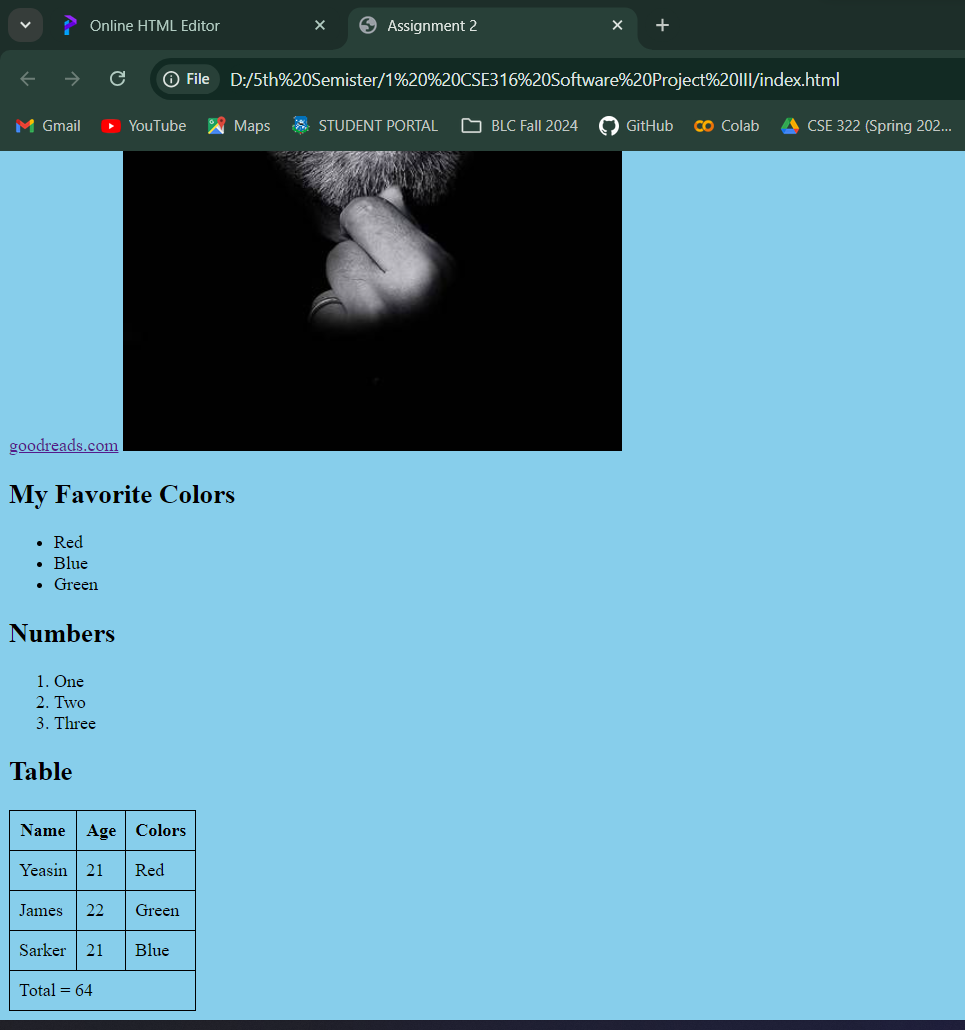 Online HTML Editor
Assignment 2
File D:/5th%20Semister/1%20%20CSE316%20Software%20Project%20III/index.html
Gmail YouTube Maps STUDENT PORTAL BLC Fall 2024 GitHub Colab CSE 322 (Spring 202...
goodreads.com
My Favorite Colors
Red
Blue
Green
Numbers
1. One
2. Two
3. Three
Table
Name Age Colors
Yeasin 21 Red
James 22 Green
Sarker 21 Blue
Total = 64